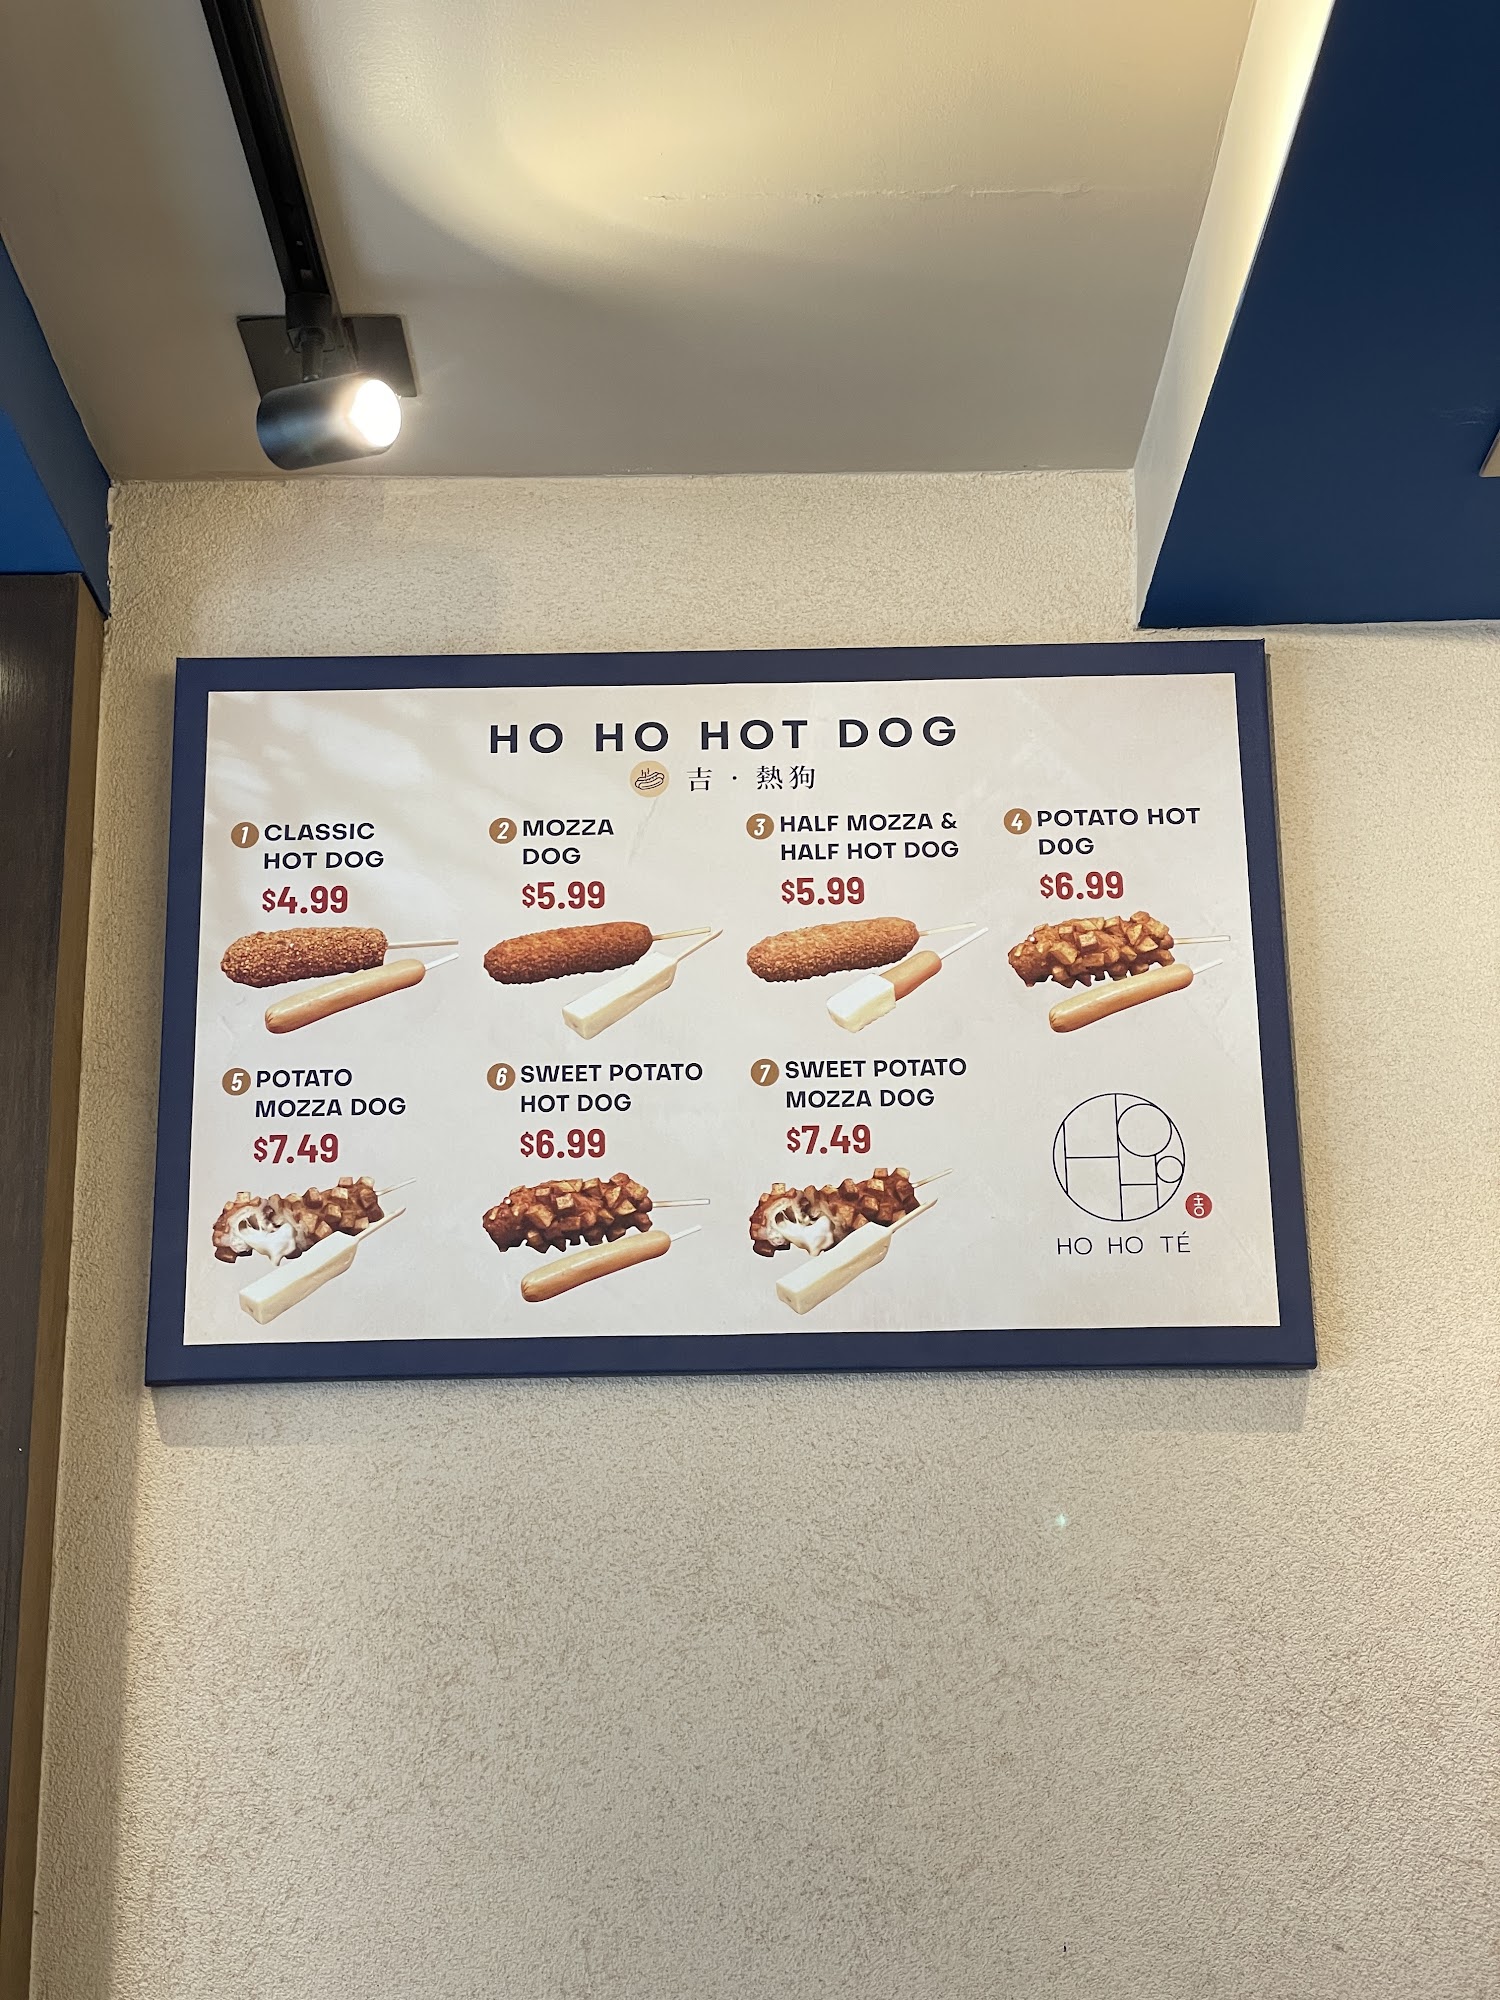 HO HO HOT DOG
吉 · 熱狗
1 CLASSIC
HOT DOG
$4.99
2 MOZZA
DOG
$5.99
3 HALF MOZZA &
HALF HOT DOG
$5.99
4 POTATO HOT
DOG
$6.99
5 POTATO
MOZZA DOG
$7.49
6 SWEET POTATO
HOT DOG
$6.99
7 SWEET POTATO
MOZZA DOG
$7.49
HO HO TÉ